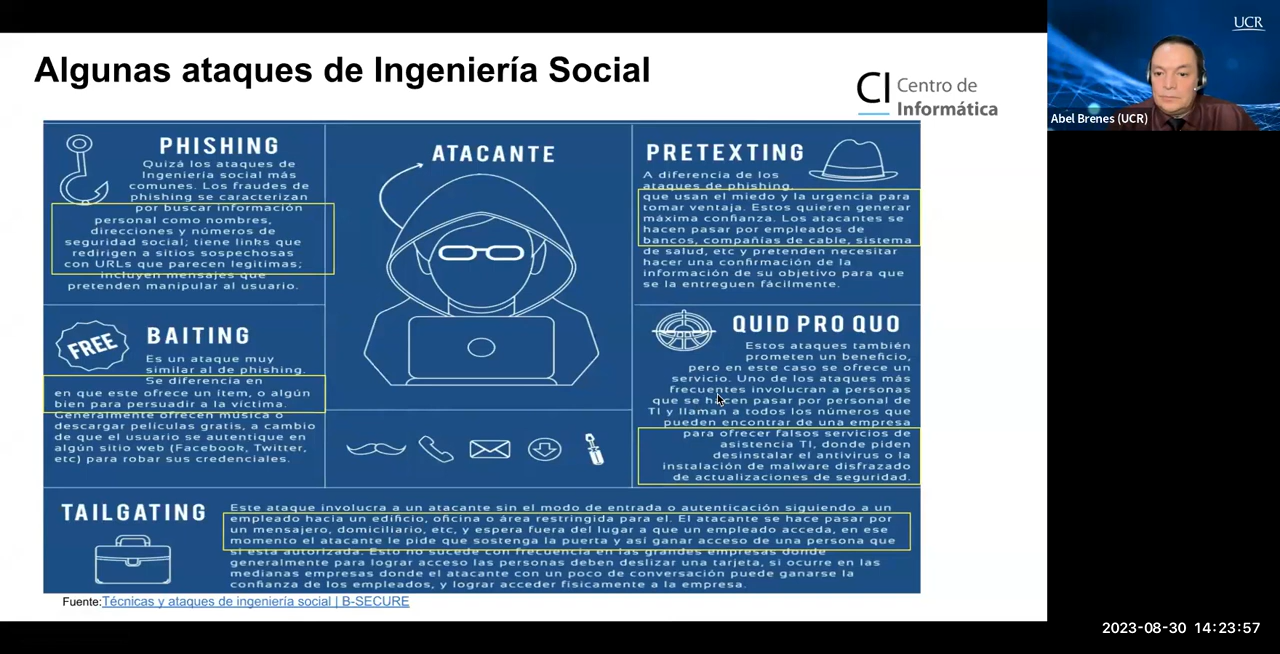 Algunas ataques de Ingeniería Social
CI Centro de
Informática
UCR
Abel Brenes (UCR)
PHISHING
Quizá los ataques de
Ingeniería social más
comunes. Los fraudes de
phishing se caracterizan
por buscar información
personal como nombres,
direcciones y números de
seguridad social; tiene links que
redirigen a sitios sospechosas
con URLs que parecen legitimas;
incluyen mensajes que
pretenden manipular al usuario.
ATACANTE
PRETEXTING
A diferencia de los
ataques de phishing,
que usan el miedo y la urgencia para
tomar ventaja. Estos quieren generar
máxima confianza. Los atacantes se
hacen pasar por empleados de
bancos, compañías de cable, sistema
de salud, etc y pretenden necesitar
hacer una confirmación de la
información de su objetivo para que
se la entreguen fácilmente.
FREE
BAITING
Es un ataque muy
similar al de phishing.
Se diferencia en
en que este ofrece un ítem, o algún
bien para persuadir a la víctima.
Generalmente ofrecen música o
descargar películas gratis, a cambio
de que el usuario se autentique en
algún sitio web (Facebook, Twitter,
etc) para robar sus credenciales.
QUID PRO QUO
Estos ataques también
prometen un beneficio,
pero en este caso se ofrece un
servicio. Uno de los ataques más
frecuentes involucran a personas
que se hacen pasar por personal de
TI y llaman a todos los números que
pueden encontrar de una empresa
para ofrecer falsos servicios de
asistencia TI, donde piden
desinstalar el antivirus o la
instalación de malware disfrazado
de actualizaciones de seguridad.
TAILGATING
Este ataque involucra a un atacante sin el modo de entrada o autenticación siguiendo a un
empleado hacia un edificio, oficina o área restringida para el. El atacante se hace pasar por
un mensajero, domiciliario, etc, y espera fuera del lugar a que un empleado acceda, en ese
momento el atacante le pide que sostenga la puerta y así ganar acceso de una persona que
si esta autorizada. Esto no sucede con frecuencia en las grandes empresas donde
generalmente para lograr acceso las personas deben deslizar una tarjeta, si ocurre en las
medianas empresas donde el atacante con un poco de conversación puede ganarse la
confianza de los empleados, y lograr acceder físicamente a la empresa.
Fuente:Técnicas y ataques de ingeniería social | B-SECURE
2023-08-30 14:23:57